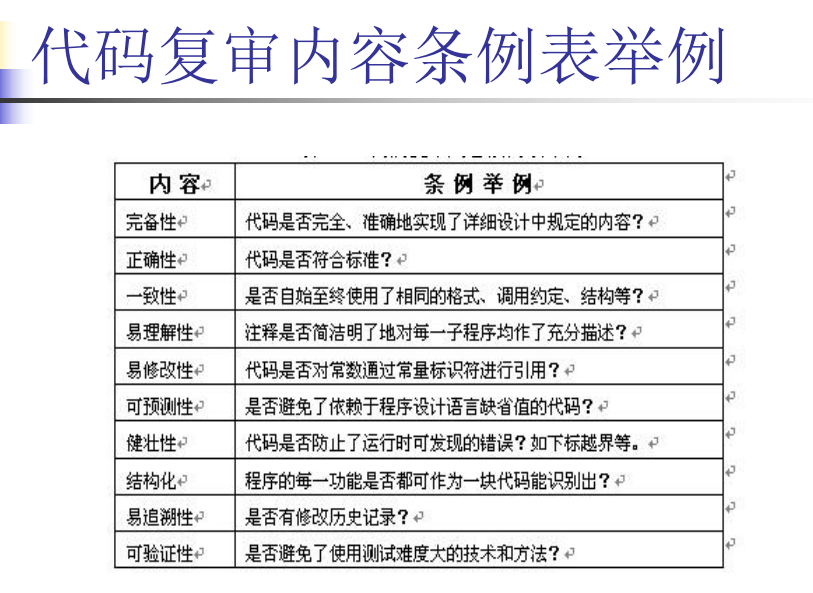 代码复审内容条例表举例
内 容 条 例 举 例
完备性 代码是否完全、准确地实现了详细设计中规定的内容？
正确性 代码是否符合标准？
一致性 是否自始至终使用了相同的格式、调用约定、结构等？
易理解性 注释是否简洁明了地对每一子程序均作了充分描述？
易修改性 代码是否对常数通过常量标识符进行引用？
可预测性 是否避免了依赖于程序设计语言缺省值的代码？
健壮性 代码是否防止了运行时可发现的错误？如下标越界等。
结构化 程序的每一功能是否都可作为一块代码能识别出？
易追溯性 是否有修改历史记录？
可验证性 是否避免了使用测试难度大的技术和方法？